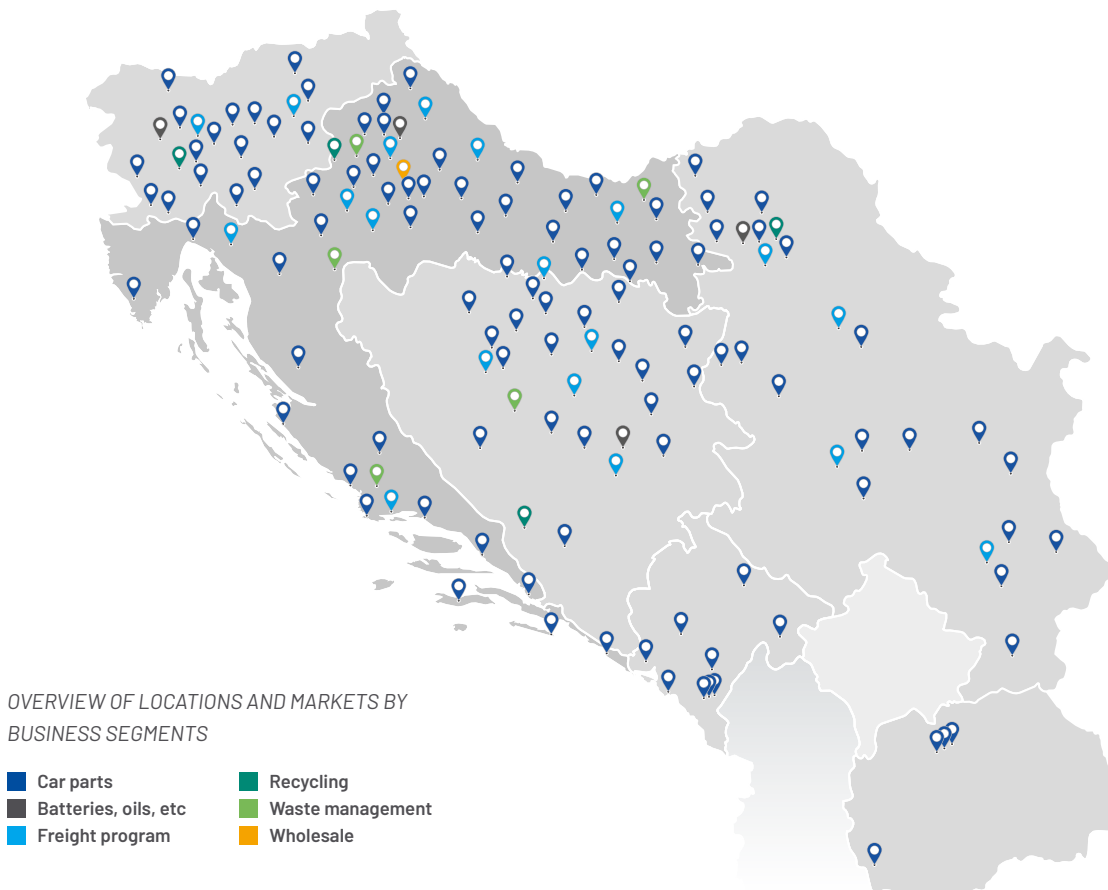 OVERVIEW OF LOCATIONS AND MARKETS BY
BUSINESS SEGMENTS
Car parts
Batteries, oils, etc
Freight program
Recycling
Waste management
Wholesale